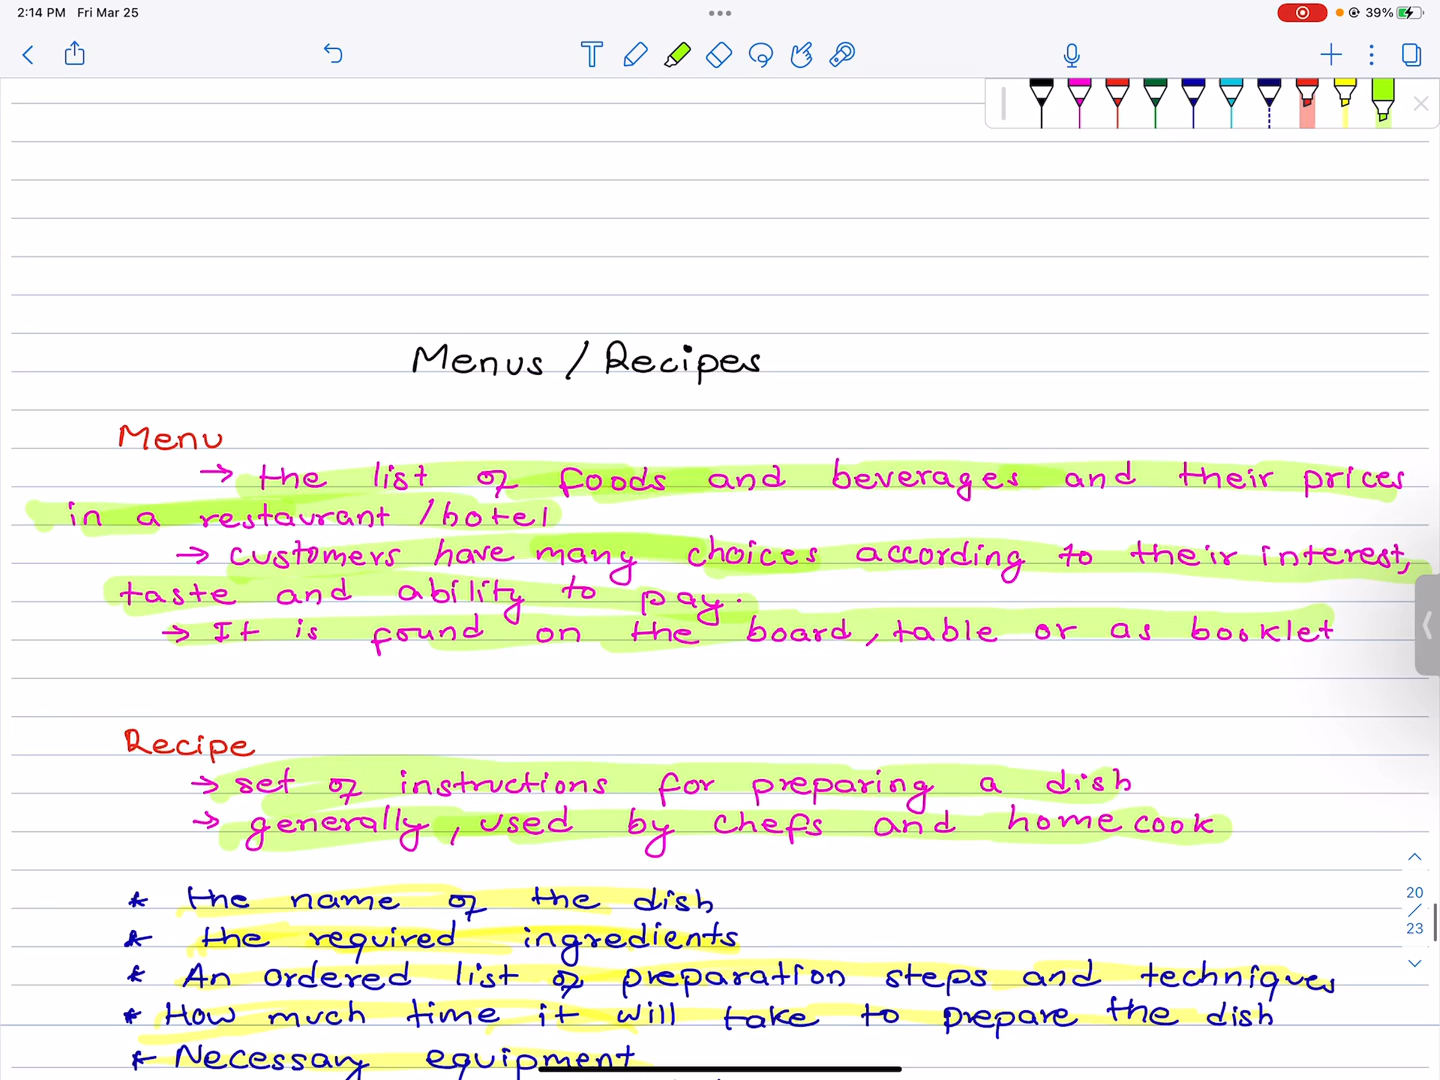 2:14 PM Fri Mar 25
39%
Menus / Recipes
Menu
→ the list of foods and beverages and their prices
in a restaurant / hotel
→ customers have many choices according to their interest,
taste and ability to pay.
→ It is found on the board, table or as booklet
Recipe
→ set of instructions for preparing a dish
→ generally, used by chefs and home cook
* the name of the dish
* the required ingredients
* An ordered list of preparation steps and techniques
* How much time it will take to prepare the dish
* Necessary equipment
20
/
23